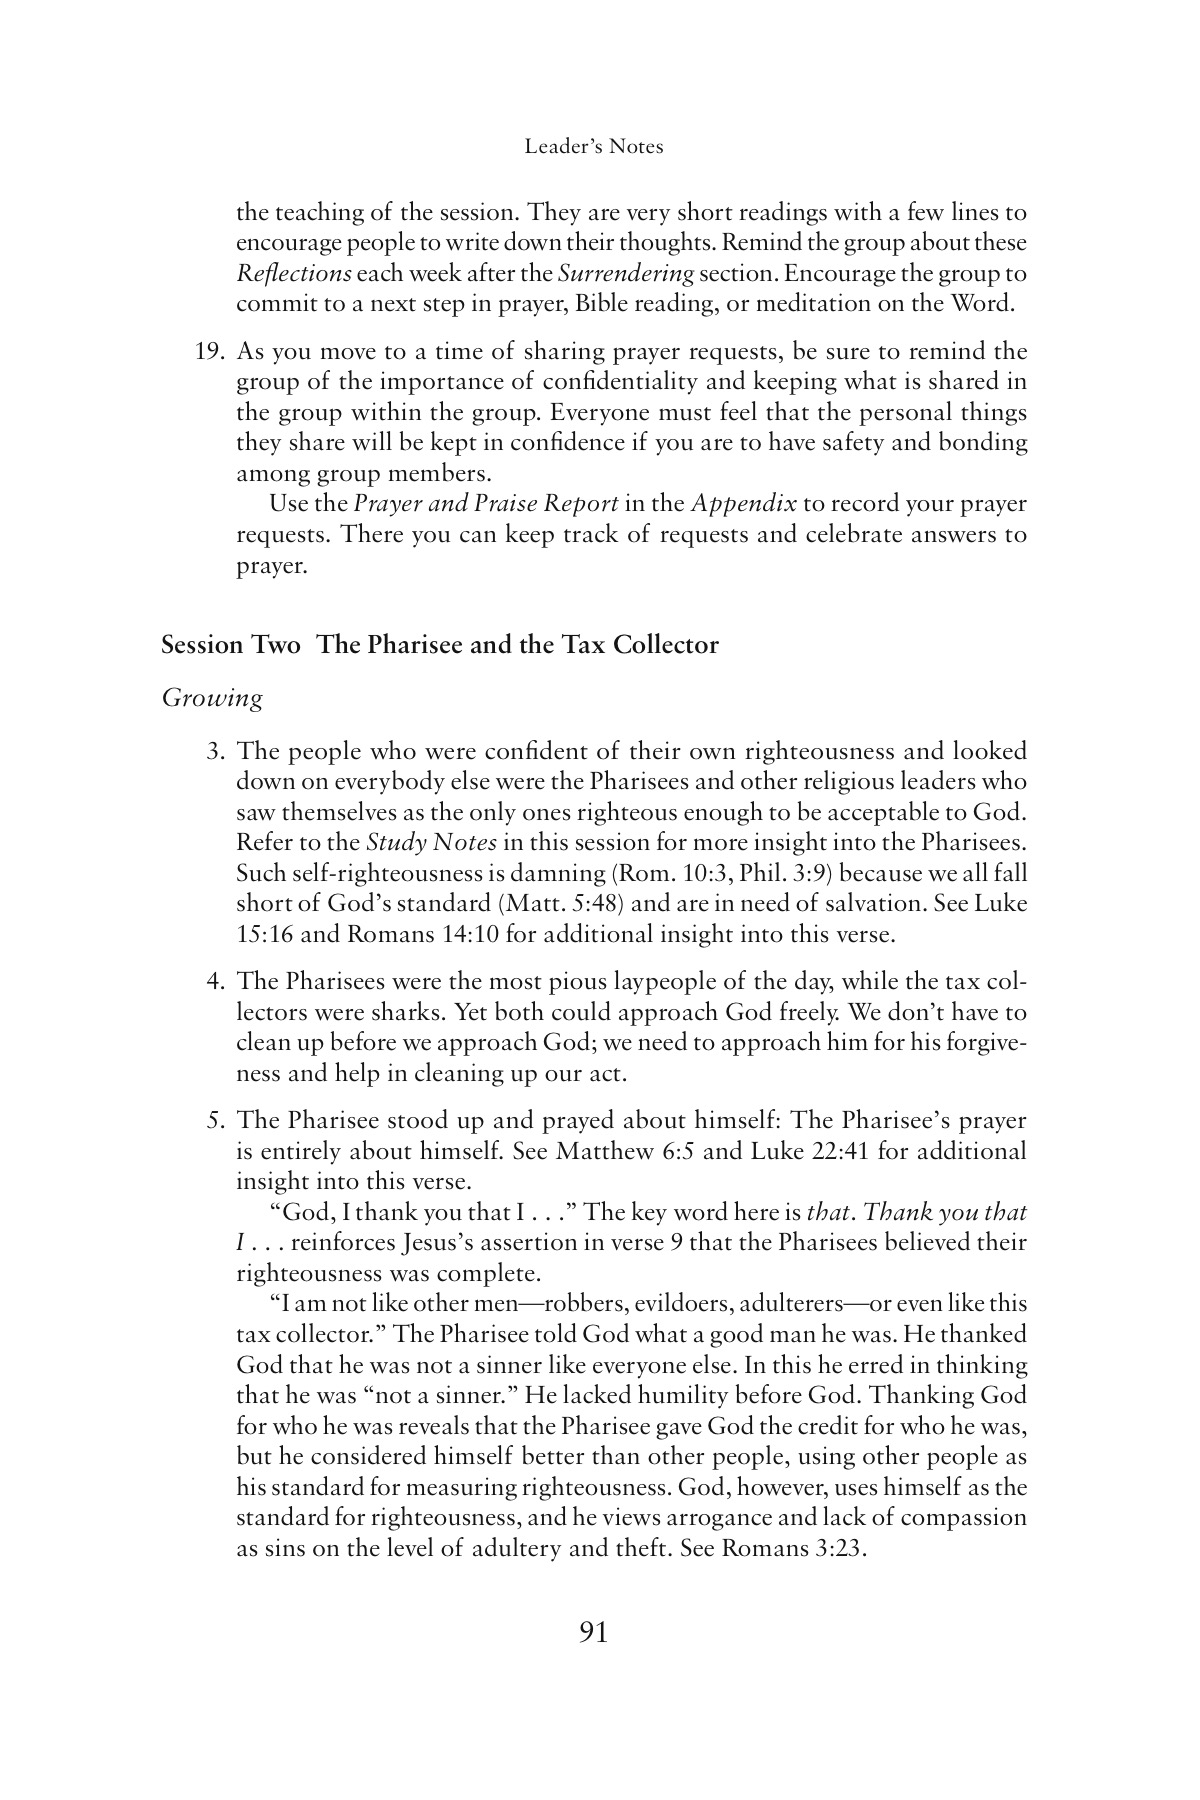 Leader’s Notes
the teaching of the session. They are very short readings with a few lines to
encourage people to write down their thoughts. Remind the group about these
Reflections each week after the Surrendering section. Encourage the group to
commit to a next step in prayer, Bible reading, or meditation on the Word.
19. As you move to a time of sharing prayer requests, be sure to remind the
group of the importance of confidentiality and keeping what is shared in
the group within the group. Everyone must feel that the personal things
they share will be kept in confidence if you are to have safety and bonding
among group members.
Use the Prayer and Praise Report in the Appendix to record your prayer
requests. There you can keep track of requests and celebrate answers to
prayer.
Session Two The Pharisee and the Tax Collector
Growing
3. The people who were confident of their own righteousness and looked
down on everybody else were the Pharisees and other religious leaders who
saw themselves as the only ones righteous enough to be acceptable to God.
Refer to the Study Notes in this session for more insight into the Pharisees.
Such self-righteousness is damning (Rom. 10:3, Phil. 3:9) because we all fall
short of God’s standard (Matt. 5:48) and are in need of salvation. See Luke
15:16 and Romans 14:10 for additional insight into this verse.
4. The Pharisees were the most pious laypeople of the day, while the tax col-
lectors were sharks. Yet both could approach God freely. We don’t have to
clean up before we approach God; we need to approach him for his forgive-
ness and help in cleaning up our act.
5. The Pharisee stood up and prayed about himself: The Pharisee’s prayer
is entirely about himself. See Matthew 6:5 and Luke 22:41 for additional
insight into this verse.
“God, I thank you that I . . .” The key word here is that. Thank you that
I . . . reinforces Jesus’s assertion in verse 9 that the Pharisees believed their
righteousness was complete.
“I am not like other men—robbers, evildoers, adulterers—or even like this
tax collector.” The Pharisee told God what a good man he was. He thanked
God that he was not a sinner like everyone else. In this he erred in thinking
that he was “not a sinner.” He lacked humility before God. Thanking God
for who he was reveals that the Pharisee gave God the credit for who he was,
but he considered himself better than other people, using other people as
his standard for measuring righteousness. God, however, uses himself as the
standard for righteousness, and he views arrogance and lack of compassion
as sins on the level of adultery and theft. See Romans 3:23.
91